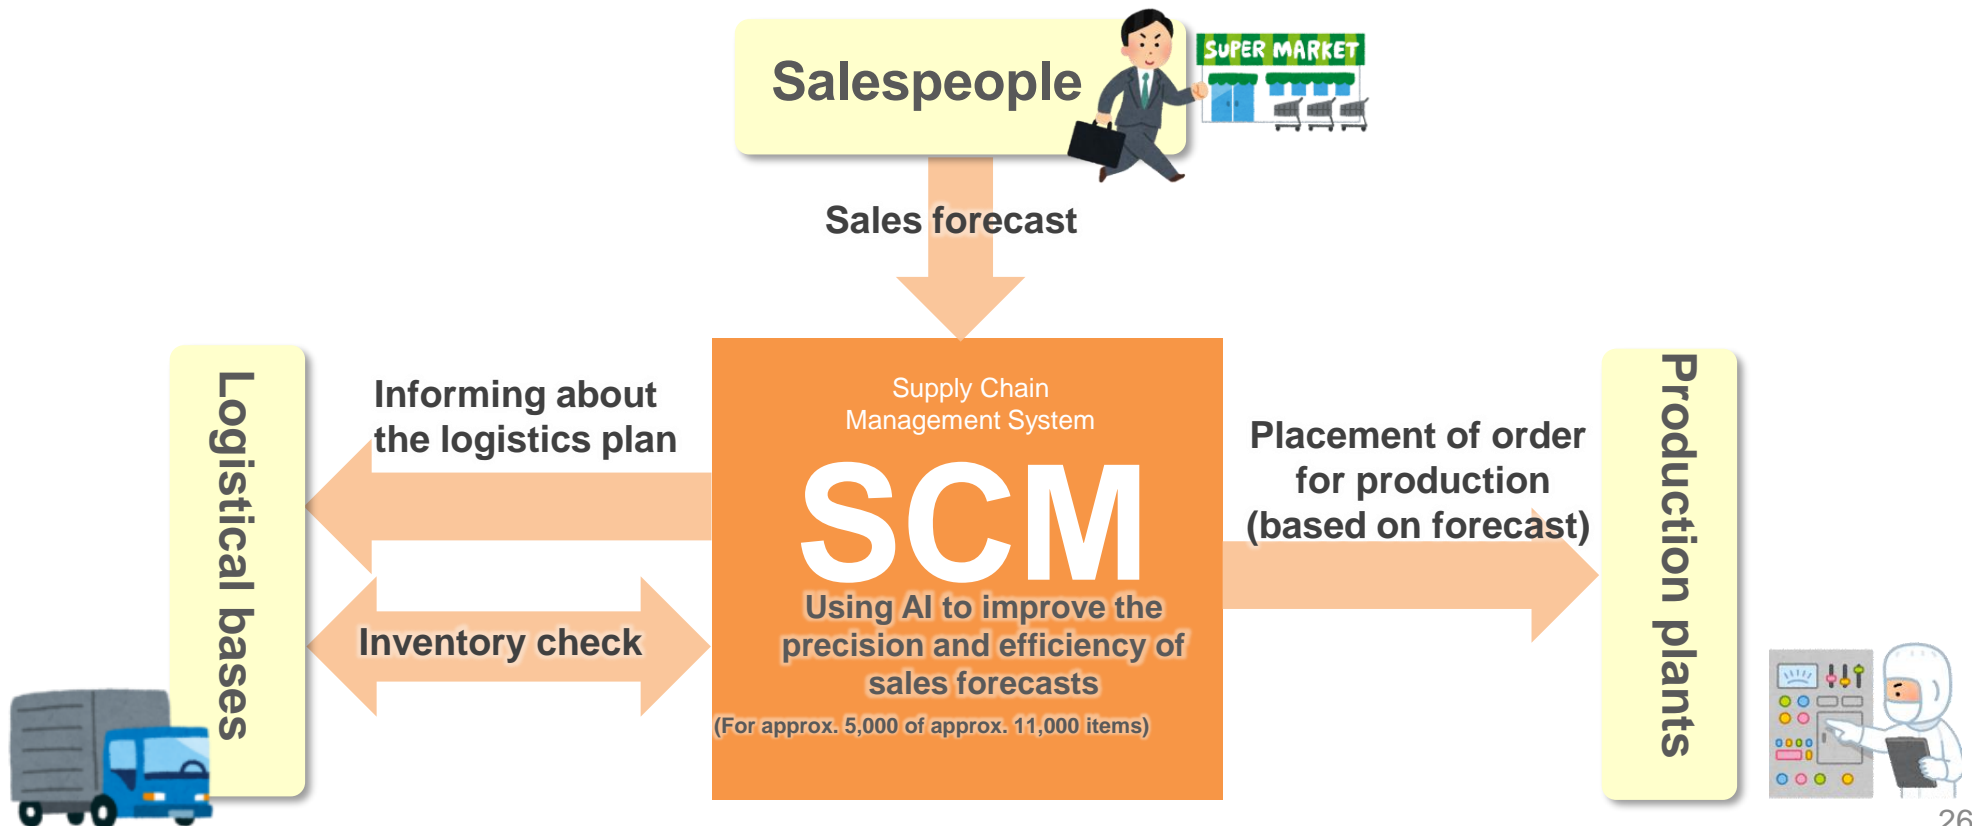 Salespeople
SUPER MARKET
Sales forecast
Logistical bases
Informing about
the logistics plan
Inventory check
Supply Chain
Management System
SCM
Using AI to improve the
precision and efficiency of
sales forecasts
(For approx. 5,000 of approx. 11,000 items)
Placement of order
for production
(based on forecast)
Production plants
26